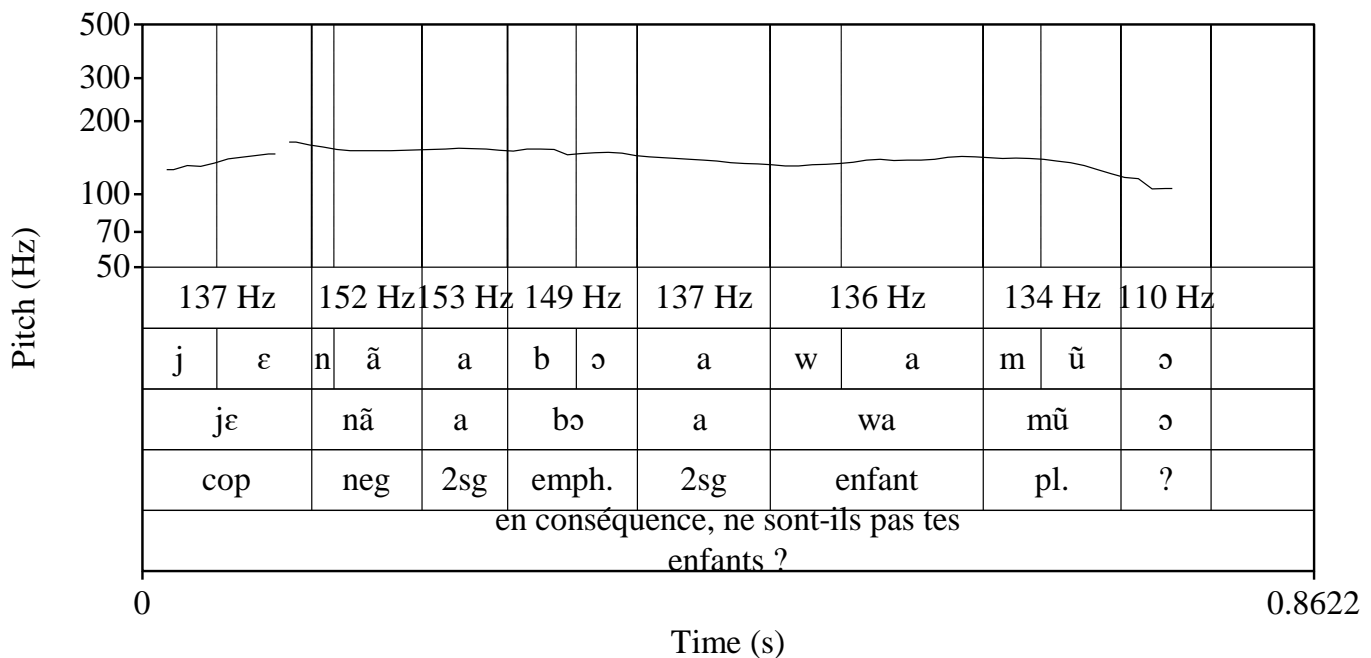 500
300
200
100
70
50
Pitch (Hz)
137 Hz 152 Hz 153 Hz 149 Hz 137 Hz 136 Hz 134 Hz 110 Hz
j ɛ n ã a b ɔ a w a m ũ ɔ
jɛ nã a bɔ a wa mũ ɔ
cop neg 2sg emph. 2sg enfant pl. ?
en conséquence, ne sont-ils pas tes
enfants ?
0 0.8622
Time (s)